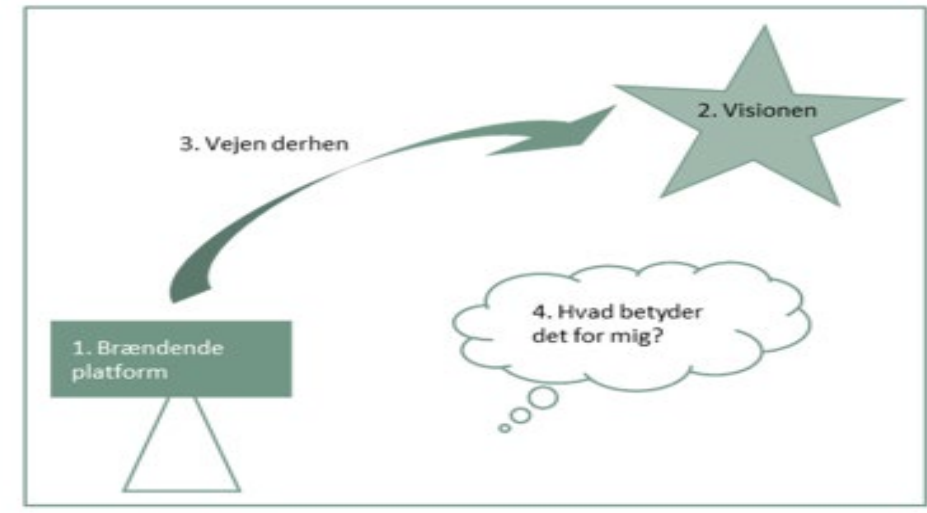 1. Brændende
platform
2. Visionen
3. Vejen derhen
4. Hvad betyder
det for mig?